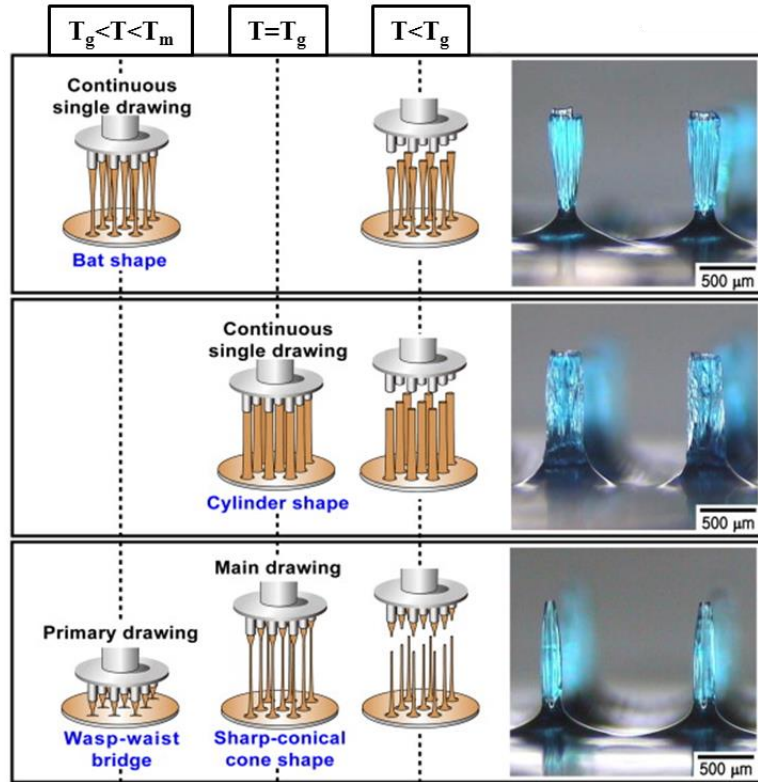 Tg<T<Tm
T=Tg
T<Tg
Continuous
single drawing
Bat shape
500 μm
Continuous
single drawing
Cylinder shape
500 μm
Primary drawing
Wasp-waist
bridge
Main drawing
Sharp-conical
cone shape
500 μm